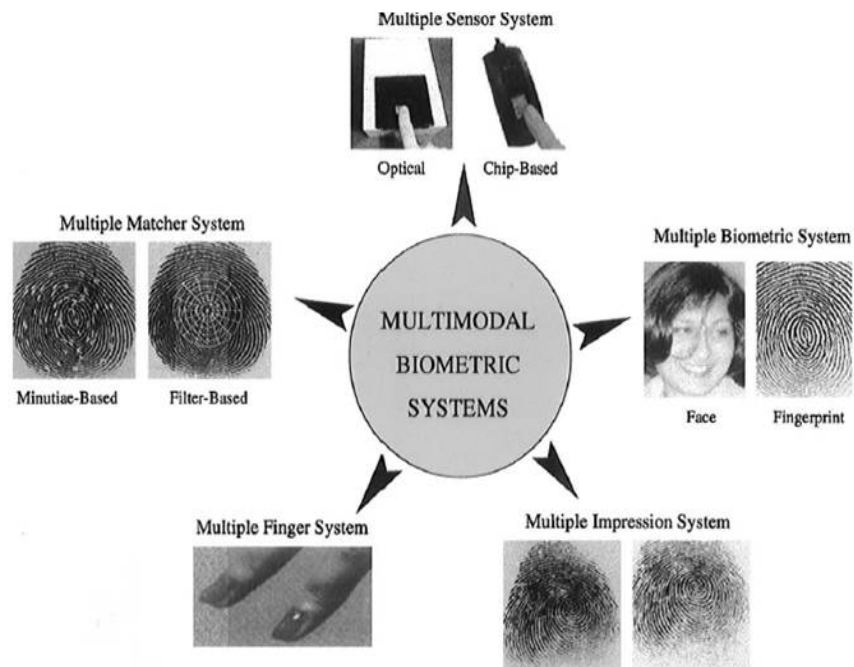 Multiple Sensor System
Optical
Chip-Based
Multiple Matcher System
Minutiae-Based
Filter-Based
Multiple Biometric System
Face
Fingerprint
MULTIMODAL
BIOMETRIC
SYSTEMS
Multiple Finger System
Multiple Impression System